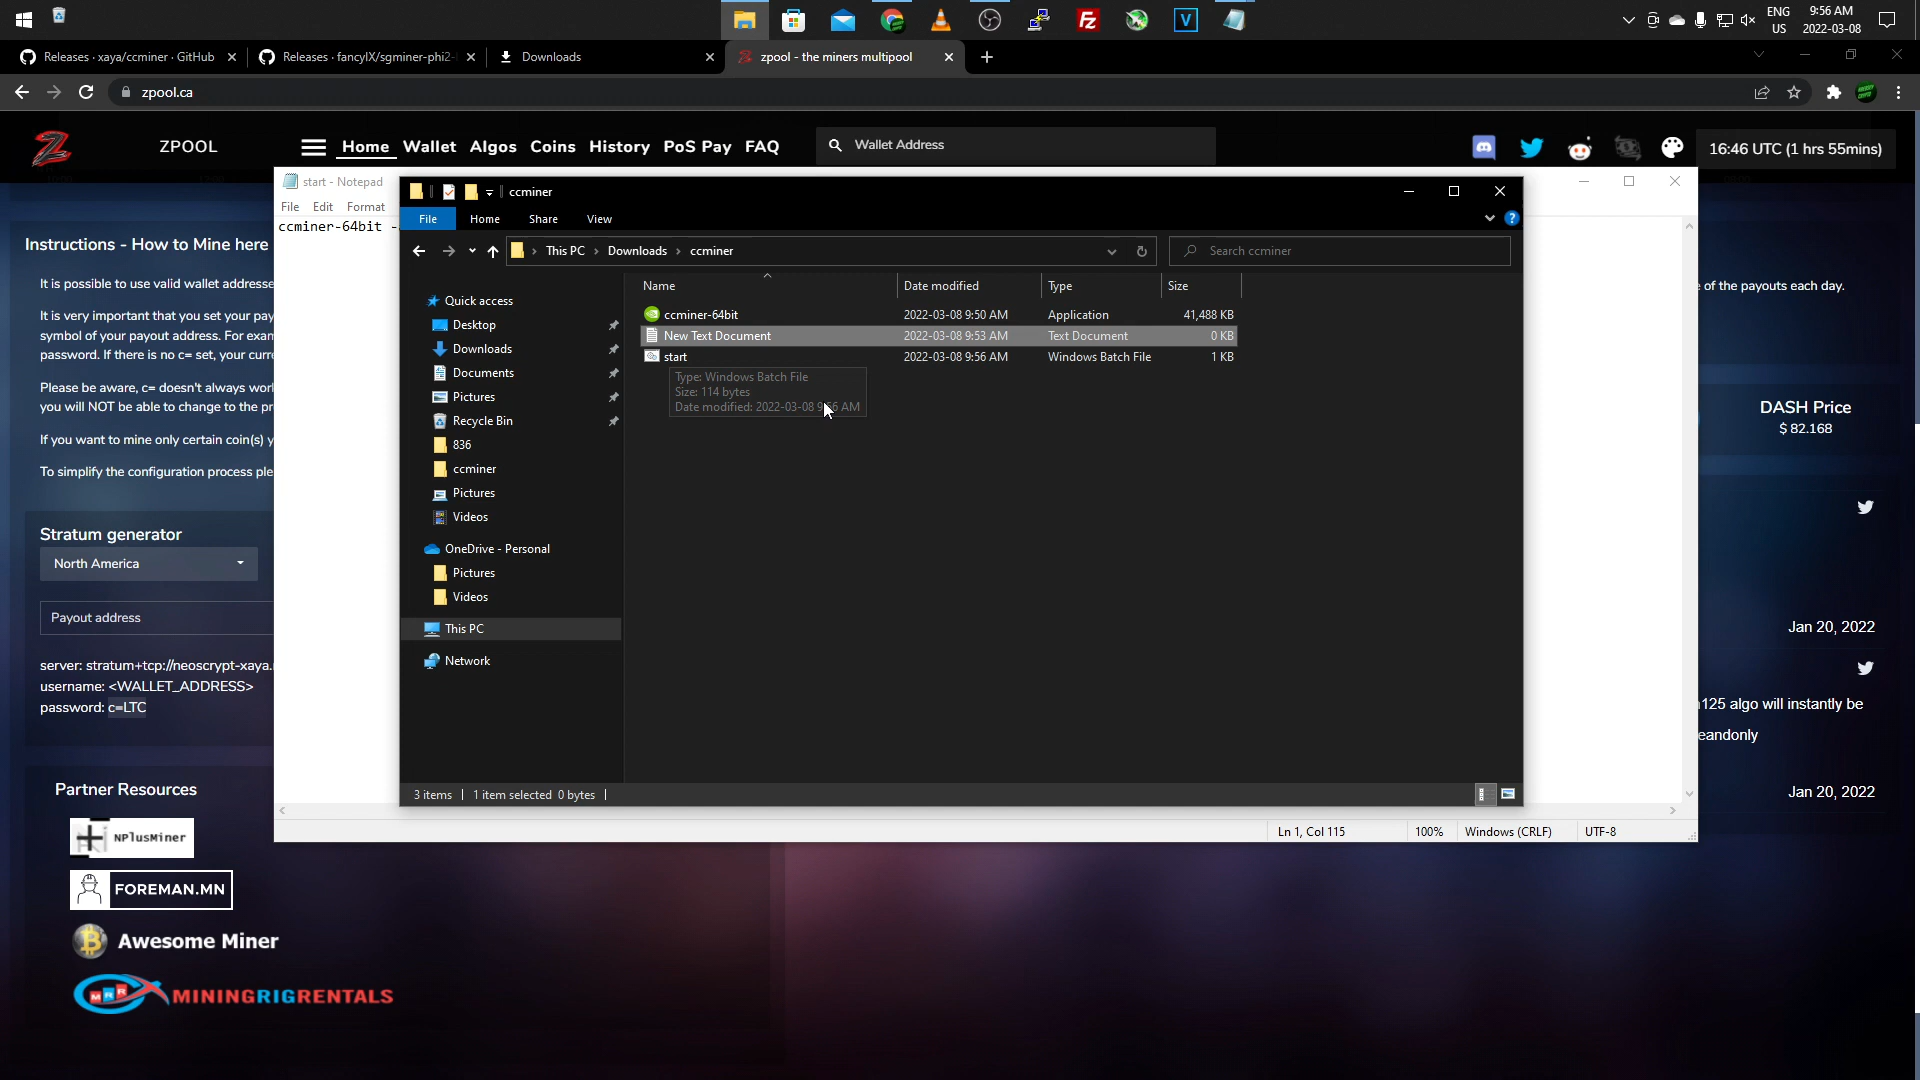 ENG
US
9:56 AM
2022-03-08
Releases · xaya/ccminer · GitHub
Releases · fancyIX/sgminer-phi2-
Downloads
zpool - the miners multipool
zpool.ca
ZPOOL
Home Wallet Algos Coins History PoS Pay FAQ
Wallet Address
16:46 UTC (1 hrs 55mins)
start - Notepad
File Edit Format
ccminer-64bit -
ccminer
File Home Share View
This PC > Downloads > ccminer
Search ccminer
Name Date modified Type Size
ccminer-64bit 2022-03-08 9:50 AM Application 41,488 KB
New Text Document 2022-03-08 9:53 AM Text Document 0 KB
start 2022-03-08 9:56 AM Windows Batch File 1 KB
Type: Windows Batch File
Size: 114 bytes
Date modified: 2022-03-08 9:56 AM
Quick access
Desktop
Downloads
Documents
Pictures
Recycle Bin
836
ccminer
Pictures
Videos
OneDrive - Personal
Pictures
Videos
This PC
Network
3 items 1 item selected 0 bytes
Ln 1, Col 115 100% Windows (CRLF) UTF-8
Instructions - How to Mine here
It is possible to use valid wallet addresse
It is very important that you set your pay
symbol of your payout address. For exam
password. If there is no c= set, your curre
Please be aware, c= doesn't always wor
you will NOT be able to change to the pr
If you want to mine only certain coin(s) y
To simplify the configuration process ple
Stratum generator
North America
Payout address
server: stratum+tcp://neoscrypt-xaya.
username: <WALLET_ADDRESS>
password: c=LTC
Partner Resources
NPlusMiner
FOREMAN.MN
Awesome Miner
MRR MININGRIGRENTALS
of the payouts each day.
DASH Price
$ 82.168
Jan 20, 2022
125 algo will instantly be
eandonly
Jan 20, 2022